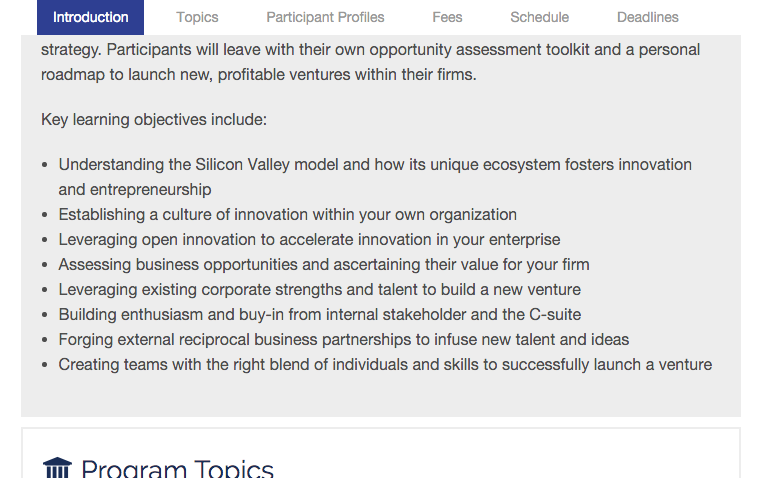 Introduction Topics Participant Profiles Fees Schedule Deadlines
strategy. Participants will leave with their own opportunity assessment toolkit and a personal
roadmap to launch new, profitable ventures within their firms.
Key learning objectives include:
• Understanding the Silicon Valley model and how its unique ecosystem fosters innovation
and entrepreneurship
• Establishing a culture of innovation within your own organization
• Leveraging open innovation to accelerate innovation in your enterprise
• Assessing business opportunities and ascertaining their value for your firm
• Leveraging existing corporate strengths and talent to build a new venture
• Building enthusiasm and buy-in from internal stakeholder and the C-suite
• Forging external reciprocal business partnerships to infuse new talent and ideas
• Creating teams with the right blend of individuals and skills to successfully launch a venture
Program Topics